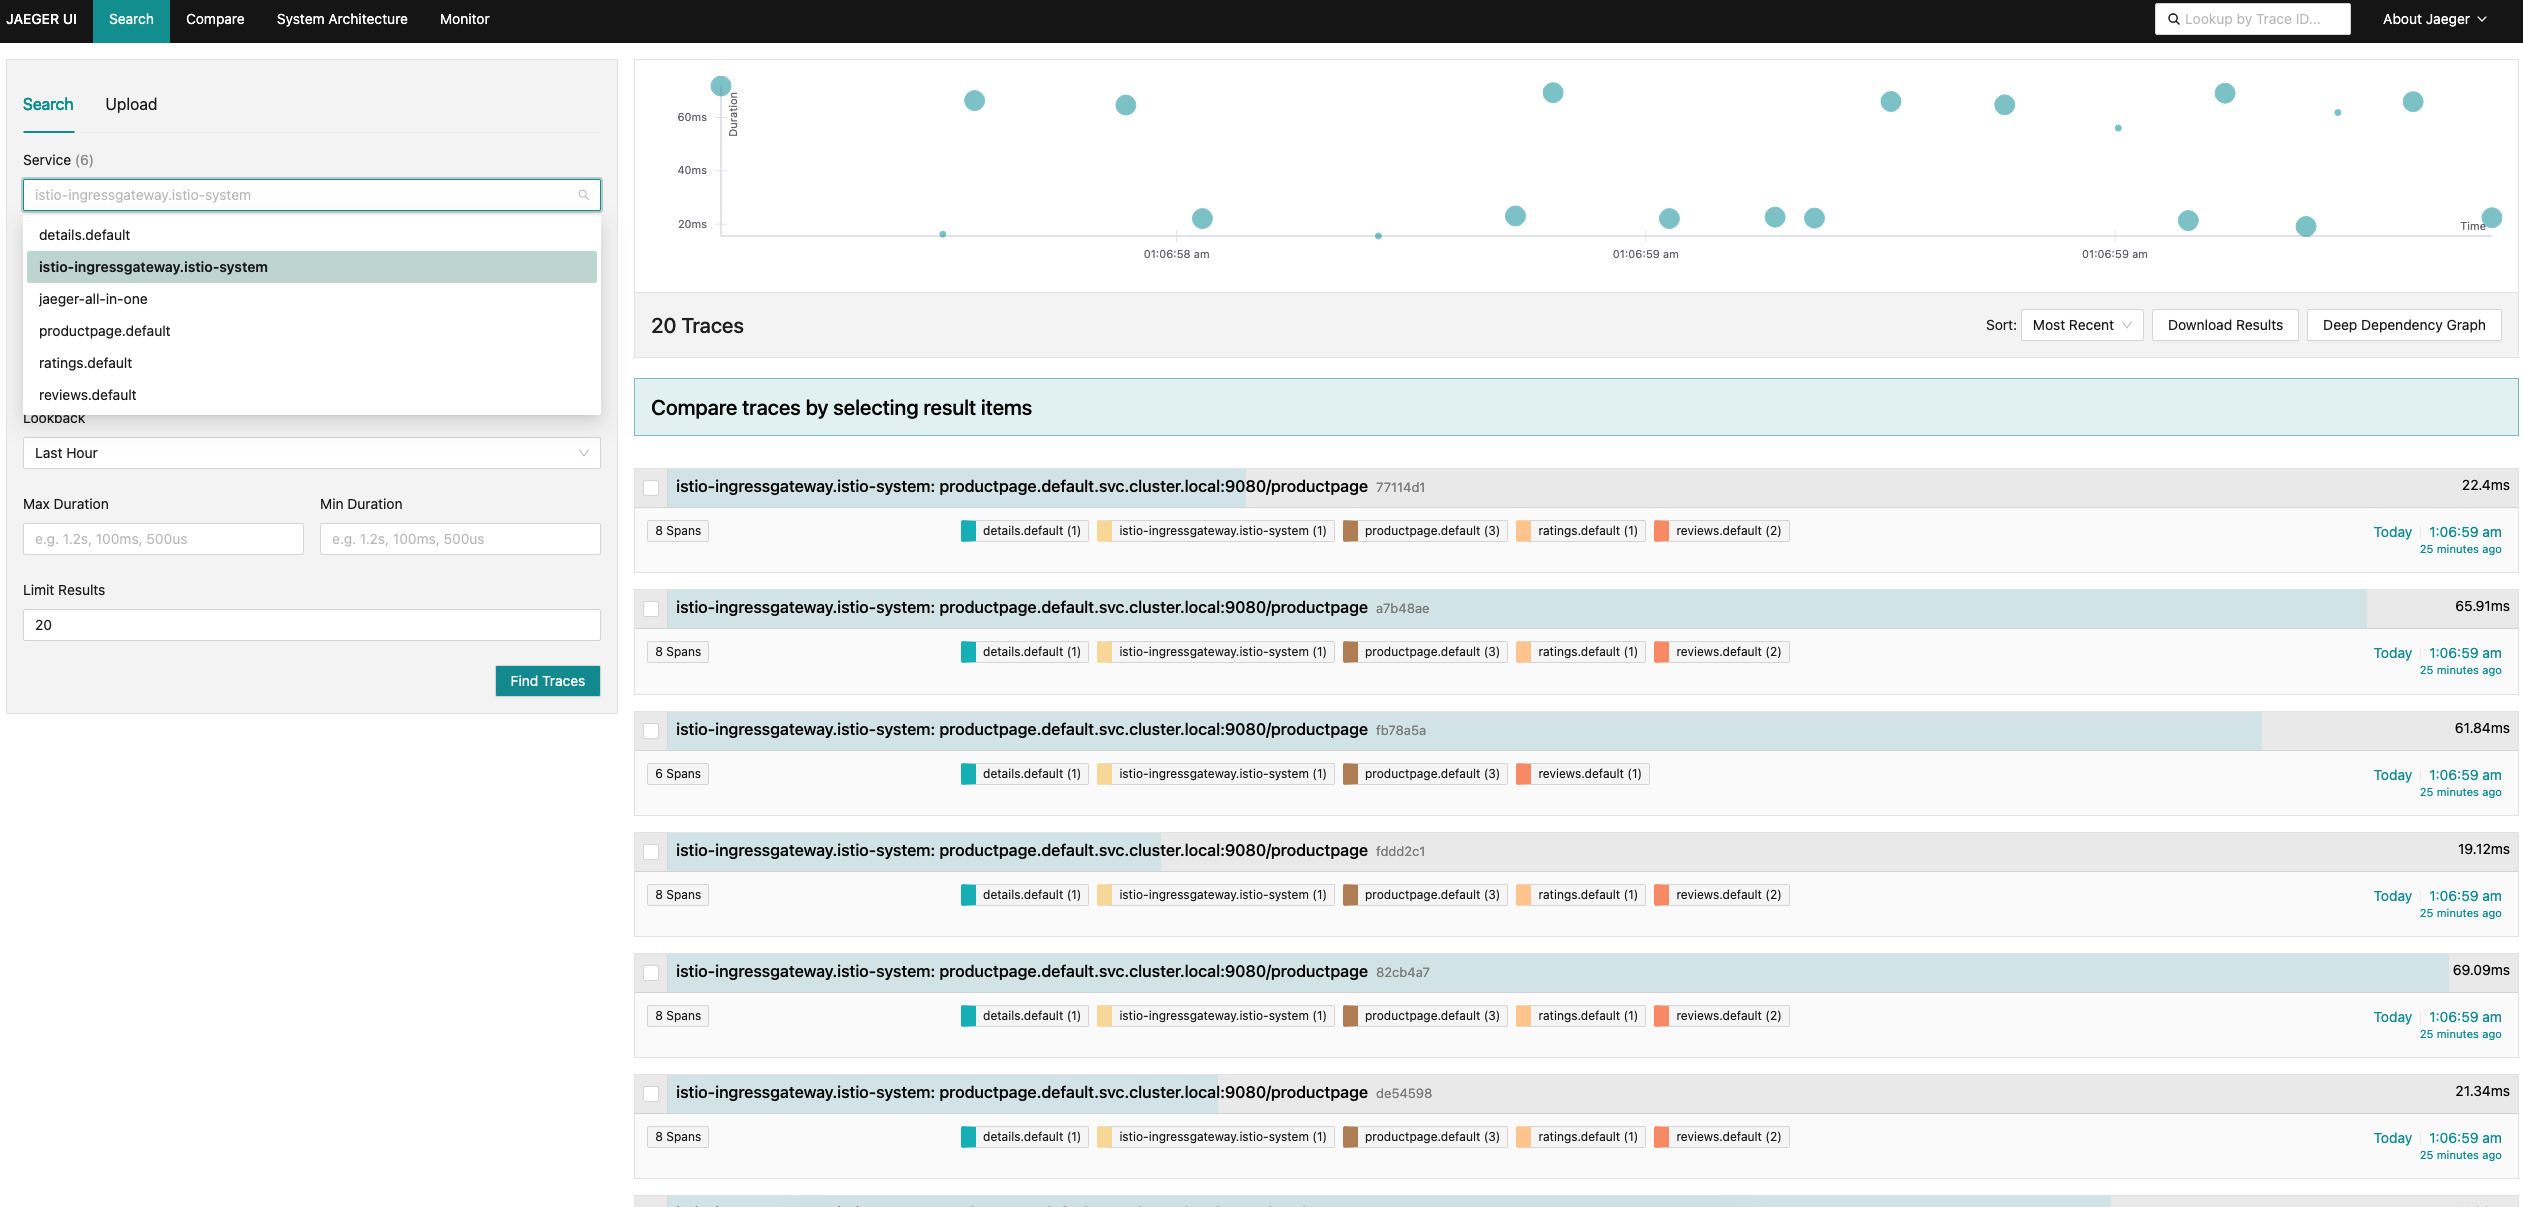 JAEGER UI Search Compare System Architecture Monitor Lookup by Trace ID... About Jaeger
Search Upload
Service (6)
istio-ingressgateway.istio-system
details.default
istio-ingressgateway.istio-system
jaeger-all-in-one
productpage.default
ratings.default
reviews.default
Lookback
Last Hour
Max Duration Min Duration
e.g. 1.2s, 100ms, 500us e.g. 1.2s, 100ms, 500us
Limit Results
20
Find Traces
Duration
60ms
40ms
20ms
Time
01:06:58 am 01:06:59 am 01:06:59 am
20 Traces Sort: Most Recent Download Results Deep Dependency Graph
Compare traces by selecting result items
istio-ingressgateway.istio-system: productpage.default.svc.cluster.local:9080/productpage 77114d1 22.4ms
8 Spans details.default (1) istio-ingressgateway.istio-system (1) productpage.default (3) ratings.default (1) reviews.default (2) Today 1:06:59 am
25 minutes ago
istio-ingressgateway.istio-system: productpage.default.svc.cluster.local:9080/productpage a7b48ae 65.91ms
8 Spans details.default (1) istio-ingressgateway.istio-system (1) productpage.default (3) ratings.default (1) reviews.default (2) Today 1:06:59 am
25 minutes ago
istio-ingressgateway.istio-system: productpage.default.svc.cluster.local:9080/productpage fb78a5a 61.84ms
6 Spans details.default (1) istio-ingressgateway.istio-system (1) productpage.default (3) reviews.default (1) Today 1:06:59 am
25 minutes ago
istio-ingressgateway.istio-system: productpage.default.svc.cluster.local:9080/productpage fddd2c1 19.12ms
8 Spans details.default (1) istio-ingressgateway.istio-system (1) productpage.default (3) ratings.default (1) reviews.default (2) Today 1:06:59 am
25 minutes ago
istio-ingressgateway.istio-system: productpage.default.svc.cluster.local:9080/productpage 82cb4a7 69.09ms
8 Spans details.default (1) istio-ingressgateway.istio-system (1) productpage.default (3) ratings.default (1) reviews.default (2) Today 1:06:59 am
25 minutes ago
istio-ingressgateway.istio-system: productpage.default.svc.cluster.local:9080/productpage de54598 21.34ms
8 Spans details.default (1) istio-ingressgateway.istio-system (1) productpage.default (3) ratings.default (1) reviews.default (2) Today 1:06:59 am
25 minutes ago